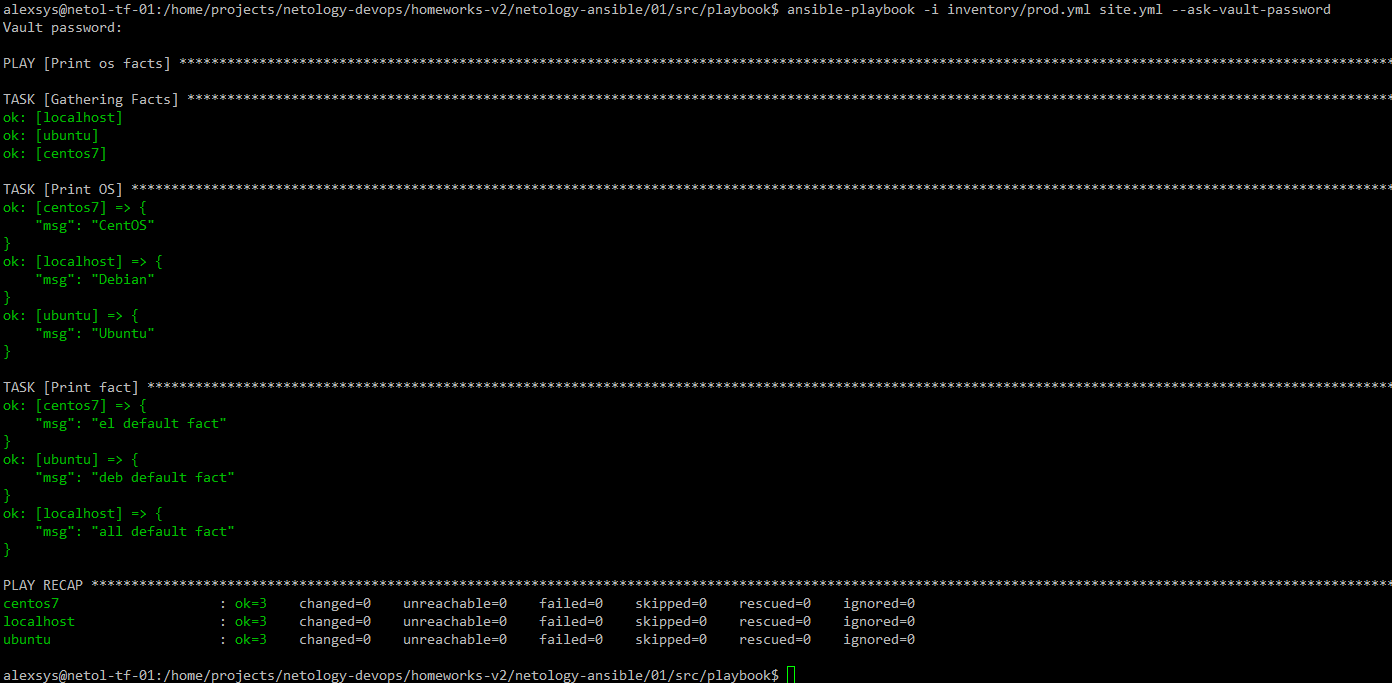 alexsys@netol-tf-01:/home/projects/netology-devops/homeworks-v2/netology-ansible/01/src/playbook$ ansible-playbook -i inventory/prod.yml site.yml --ask-vault-password
Vault password:
PLAY [Print os facts] ********************************************************************************************************************************************************
TASK [Gathering Facts] *******************************************************************************************************************************************************
ok: [localhost]
ok: [ubuntu]
ok: [centos7]
TASK [Print OS] **************************************************************************************************************************************************************
ok: [centos7] => {
    "msg": "CentOS"
}
ok: [localhost] => {
    "msg": "Debian"
}
ok: [ubuntu] => {
    "msg": "Ubuntu"
}
TASK [Print fact] ************************************************************************************************************************************************************
ok: [centos7] => {
    "msg": "el default fact"
}
ok: [ubuntu] => {
    "msg": "deb default fact"
}
ok: [localhost] => {
    "msg": "all default fact"
}
PLAY RECAP *******************************************************************************************************************************************************************
centos7                    : ok=3    changed=0    unreachable=0    failed=0    skipped=0    rescued=0    ignored=0
localhost                  : ok=3    changed=0    unreachable=0    failed=0    skipped=0    rescued=0    ignored=0
ubuntu                     : ok=3    changed=0    unreachable=0    failed=0    skipped=0    rescued=0    ignored=0
alexsys@netol-tf-01:/home/projects/netology-devops/homeworks-v2/netology-ansible/01/src/playbook$